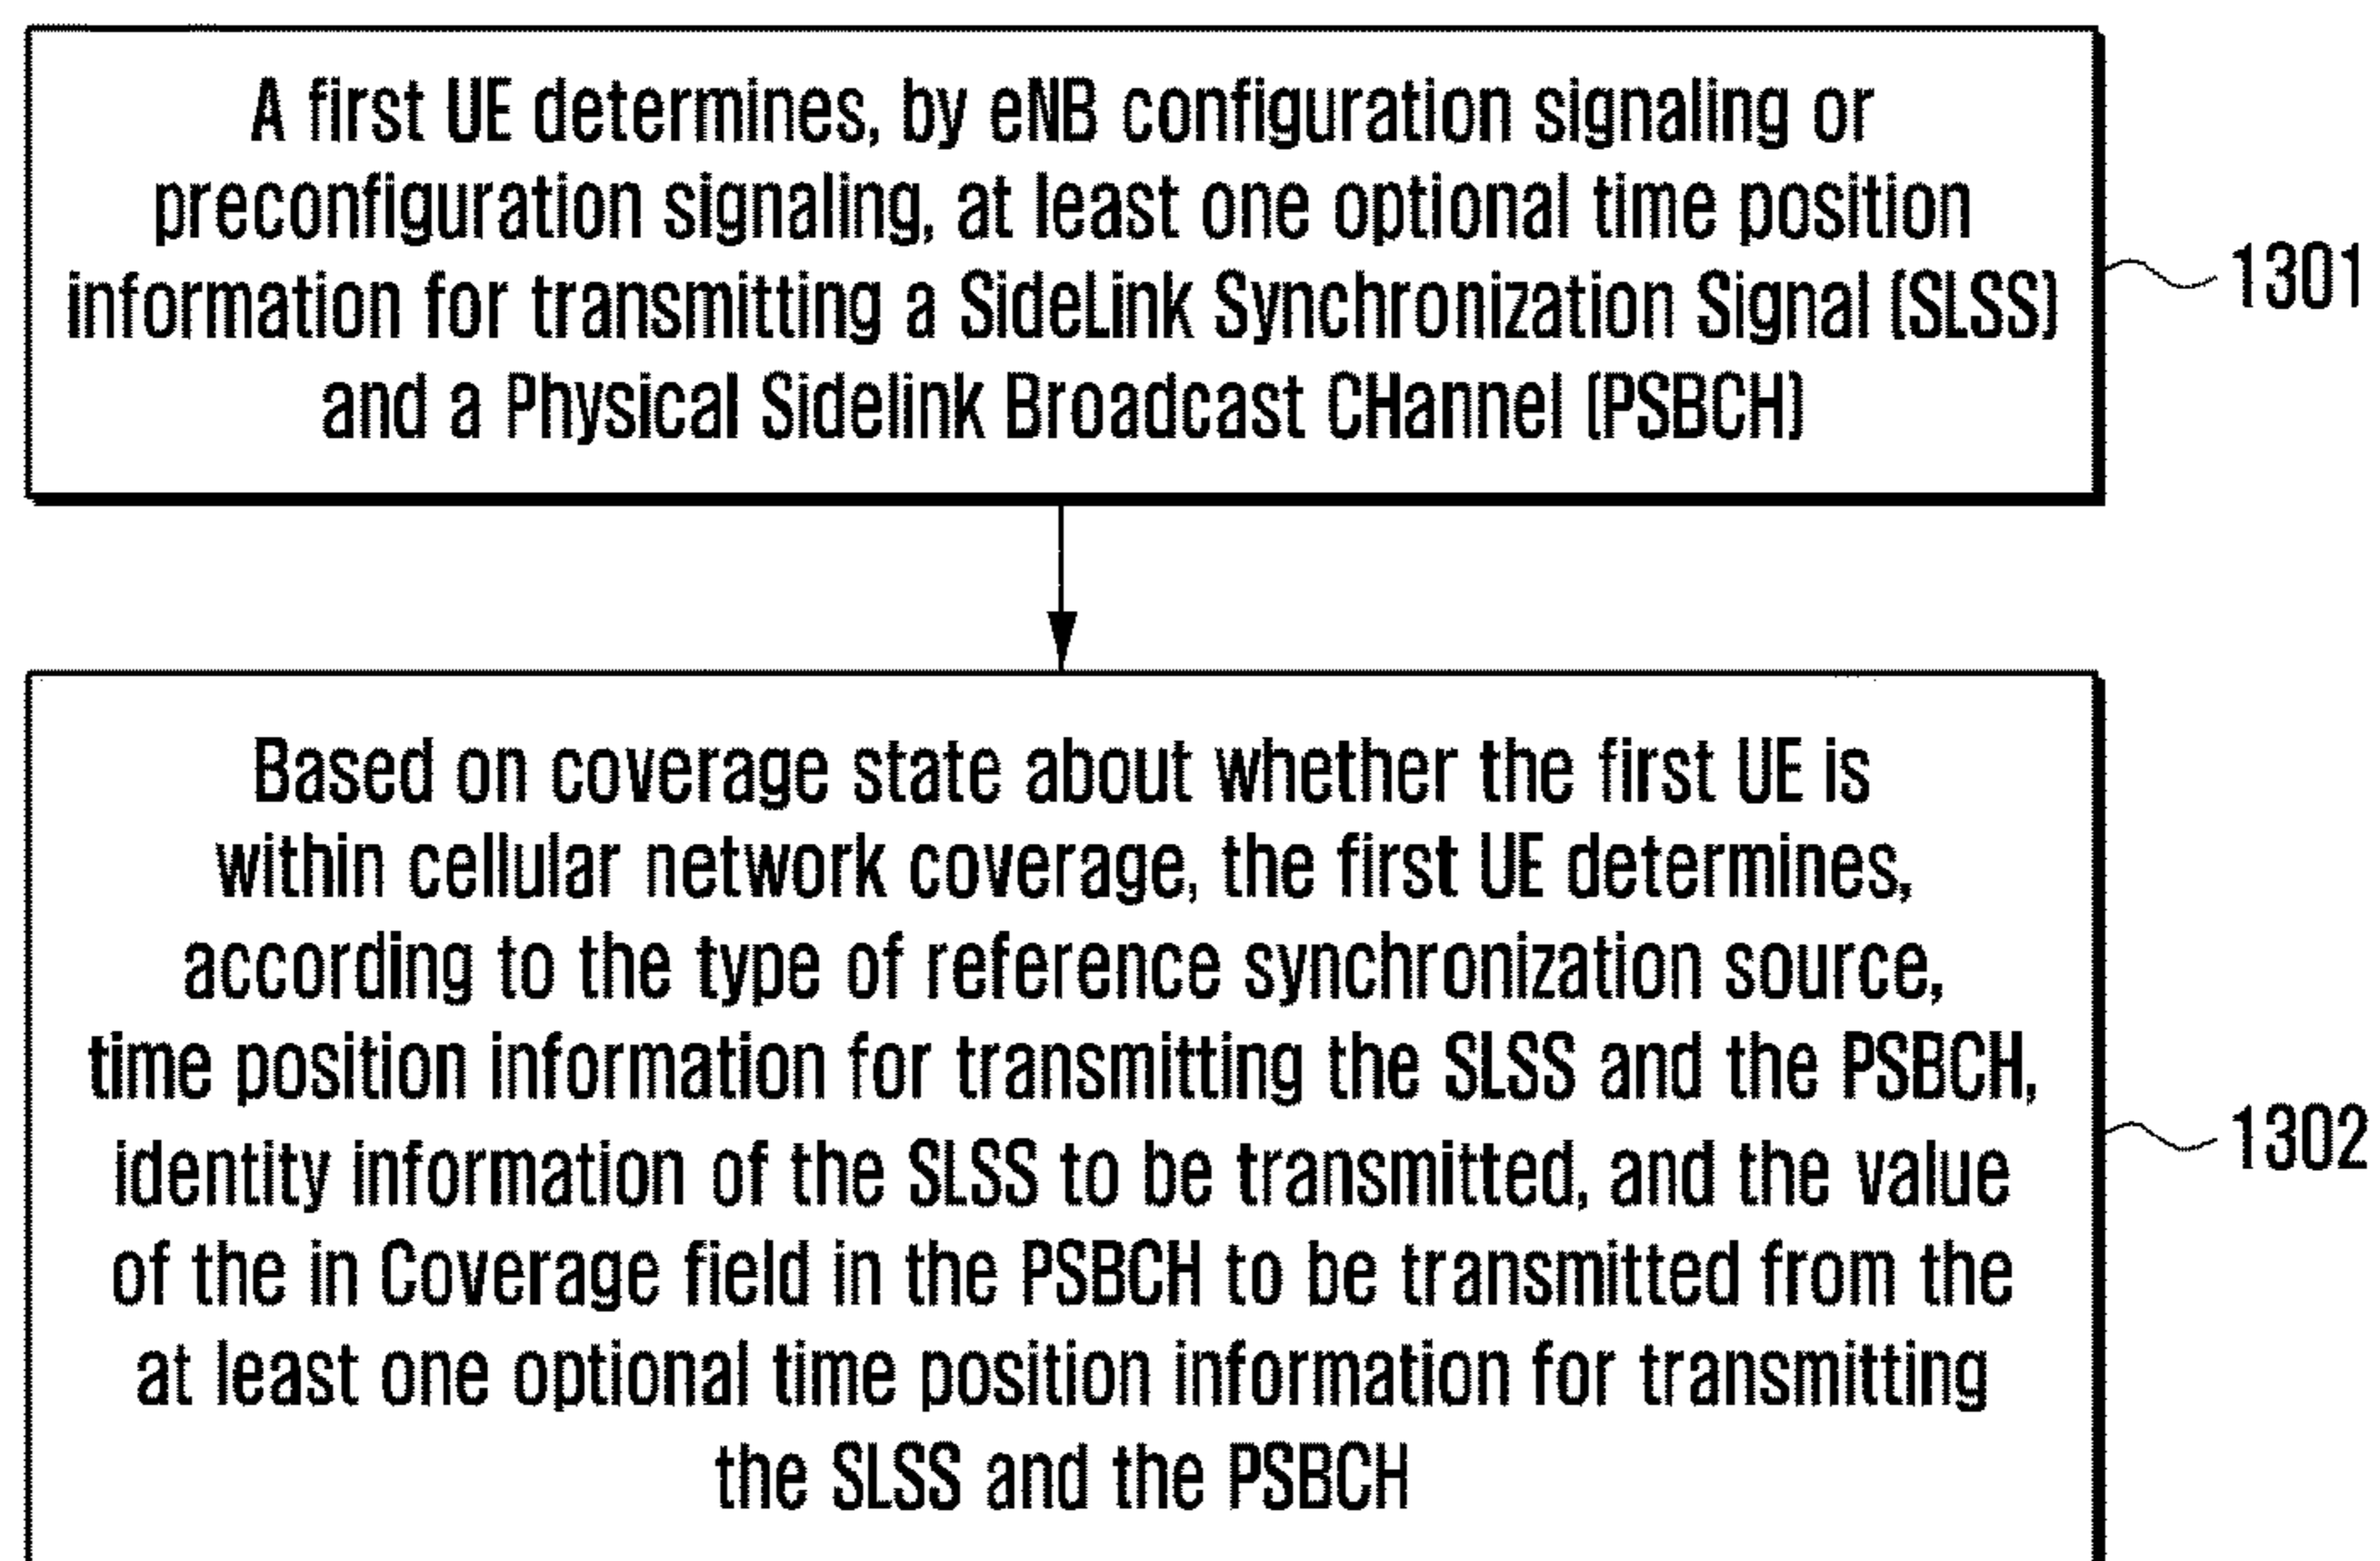 A first UE determines, by eNB configuration signaling or
preconfiguration signaling, at least one optional time position
information for transmitting a SideLink Synchronization Signal (SLSS)
and a Physical Sidelink Broadcast CHannel (PSBCH)
1301
Based on coverage state about whether the first UE is
within cellular network coverage, the first UE determines,
according to the type of reference synchronization source,
time position information for transmitting the SLSS and the PSBCH,
identity information of the SLSS to be transmitted, and the value
of the in Coverage field in the PSBCH to be transmitted from the
at least one optional time position information for transmitting
the SLSS and the PSBCH
1302